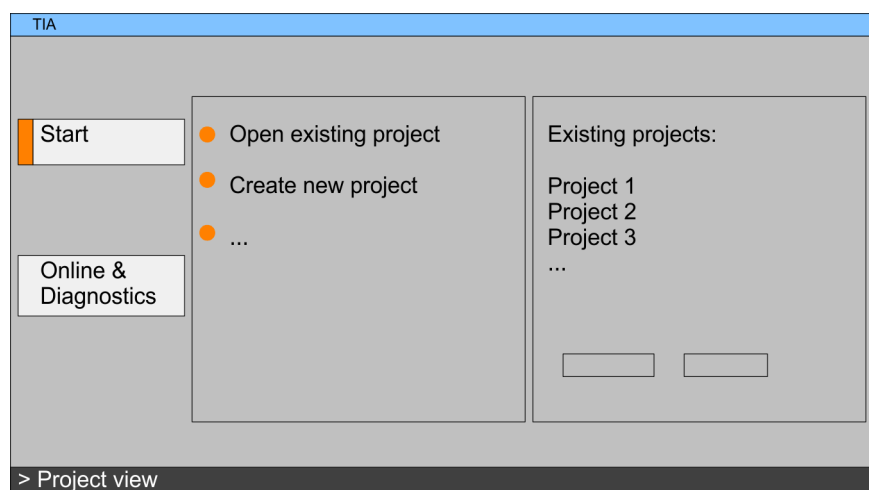 TIA
Start
Open existing project
Create new project
...
Online &
Diagnostics
Existing projects:
Project 1
Project 2
Project 3
...
> Project view